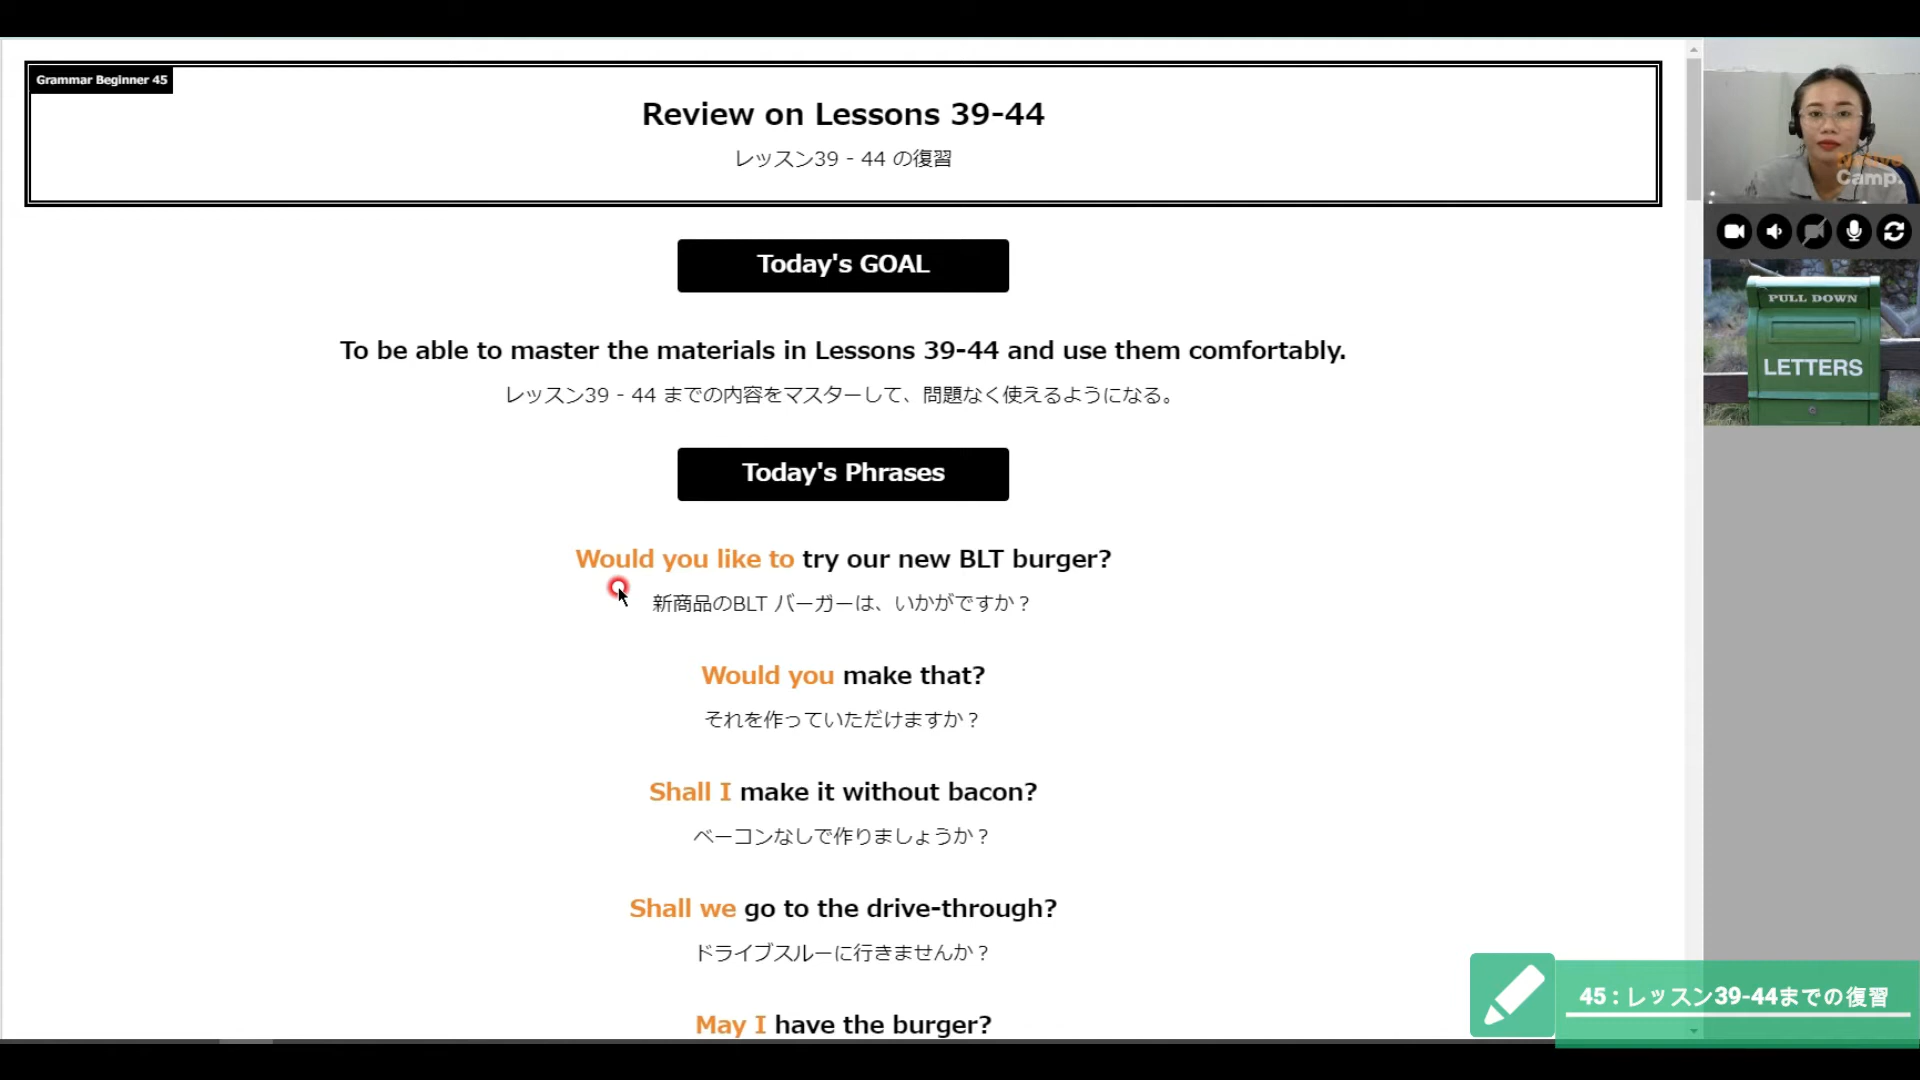 Grammar Beginner 45
Review on Lessons 39-44
レッスン39 - 44 の復習
Today's GOAL
To be able to master the materials in Lessons 39-44 and use them comfortably.
レッスン39 - 44 までの内容をマスターして、問題なく使えるようになる。
Today's Phrases
Would you like to try our new BLT burger?
新商品のBLT バーガーは、いかがですか？
Would you make that?
それを作っていただけますか？
Shall I make it without bacon?
ベーコンなしで作りましょうか？
Shall we go to the drive-through?
ドライブスルーに行きませんか？
May I have the burger?
Native
Camp.
PULL DOWN
LETTERS
45：レッスン39-44までの復習